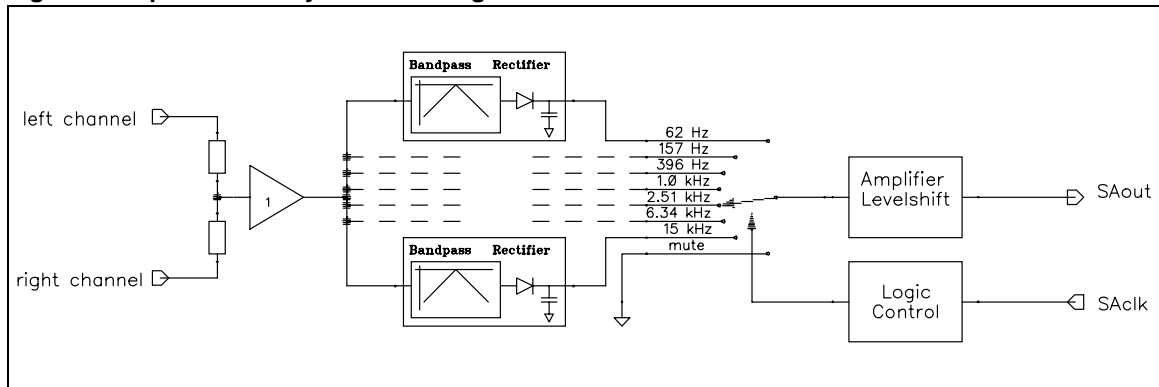 Bandpass Rectifier
left channel
62 Hz
157 Hz
396 Hz
1.0 kHz
2.51 kHz
6.34 kHz
15 kHz
mute
1
Amplifier
Levelshift
SAout
Bandpass Rectifier
right channel
Logic
Control
SAclk